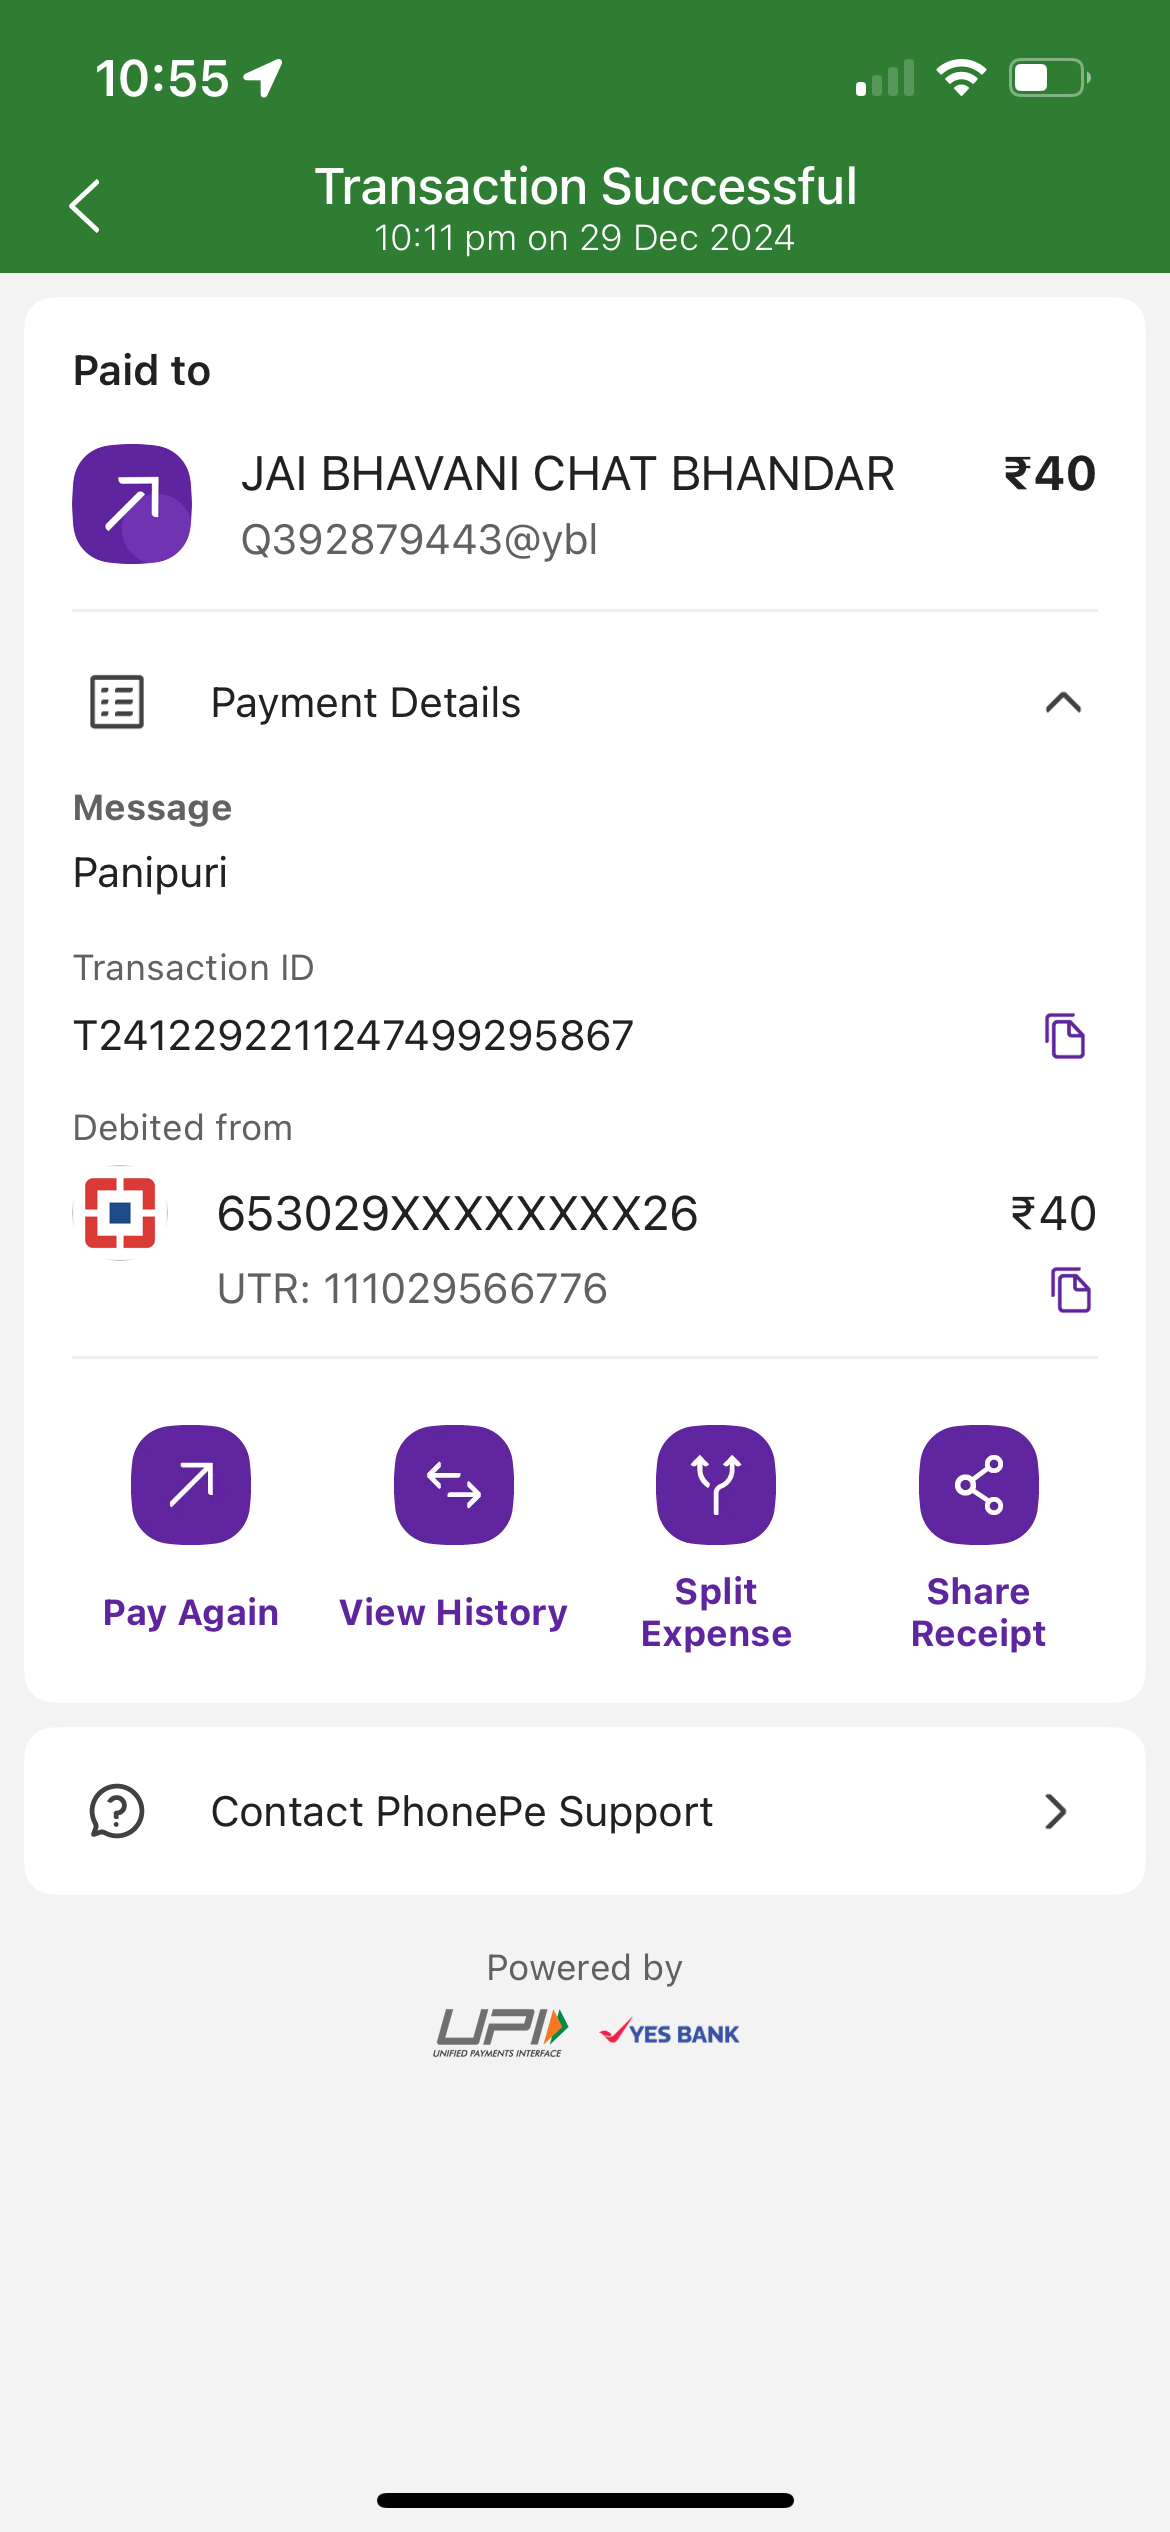 10:55
Transaction Successful
10:11 pm on 29 Dec 2024
Paid to
JAI BHAVANI CHAT BHANDAR ₹40
Q392879443@ybl
Payment Details
Message
Panipuri
Transaction ID
T2412292211247499295867
Debited from
653029XXXXXXXX26 ₹40
UTR: 111029566776
Pay Again
View History
Split
Expense
Share
Receipt
Contact PhonePe Support
Powered by
UPI
UNIFIED PAYMENTS INTERFACE
YES BANK